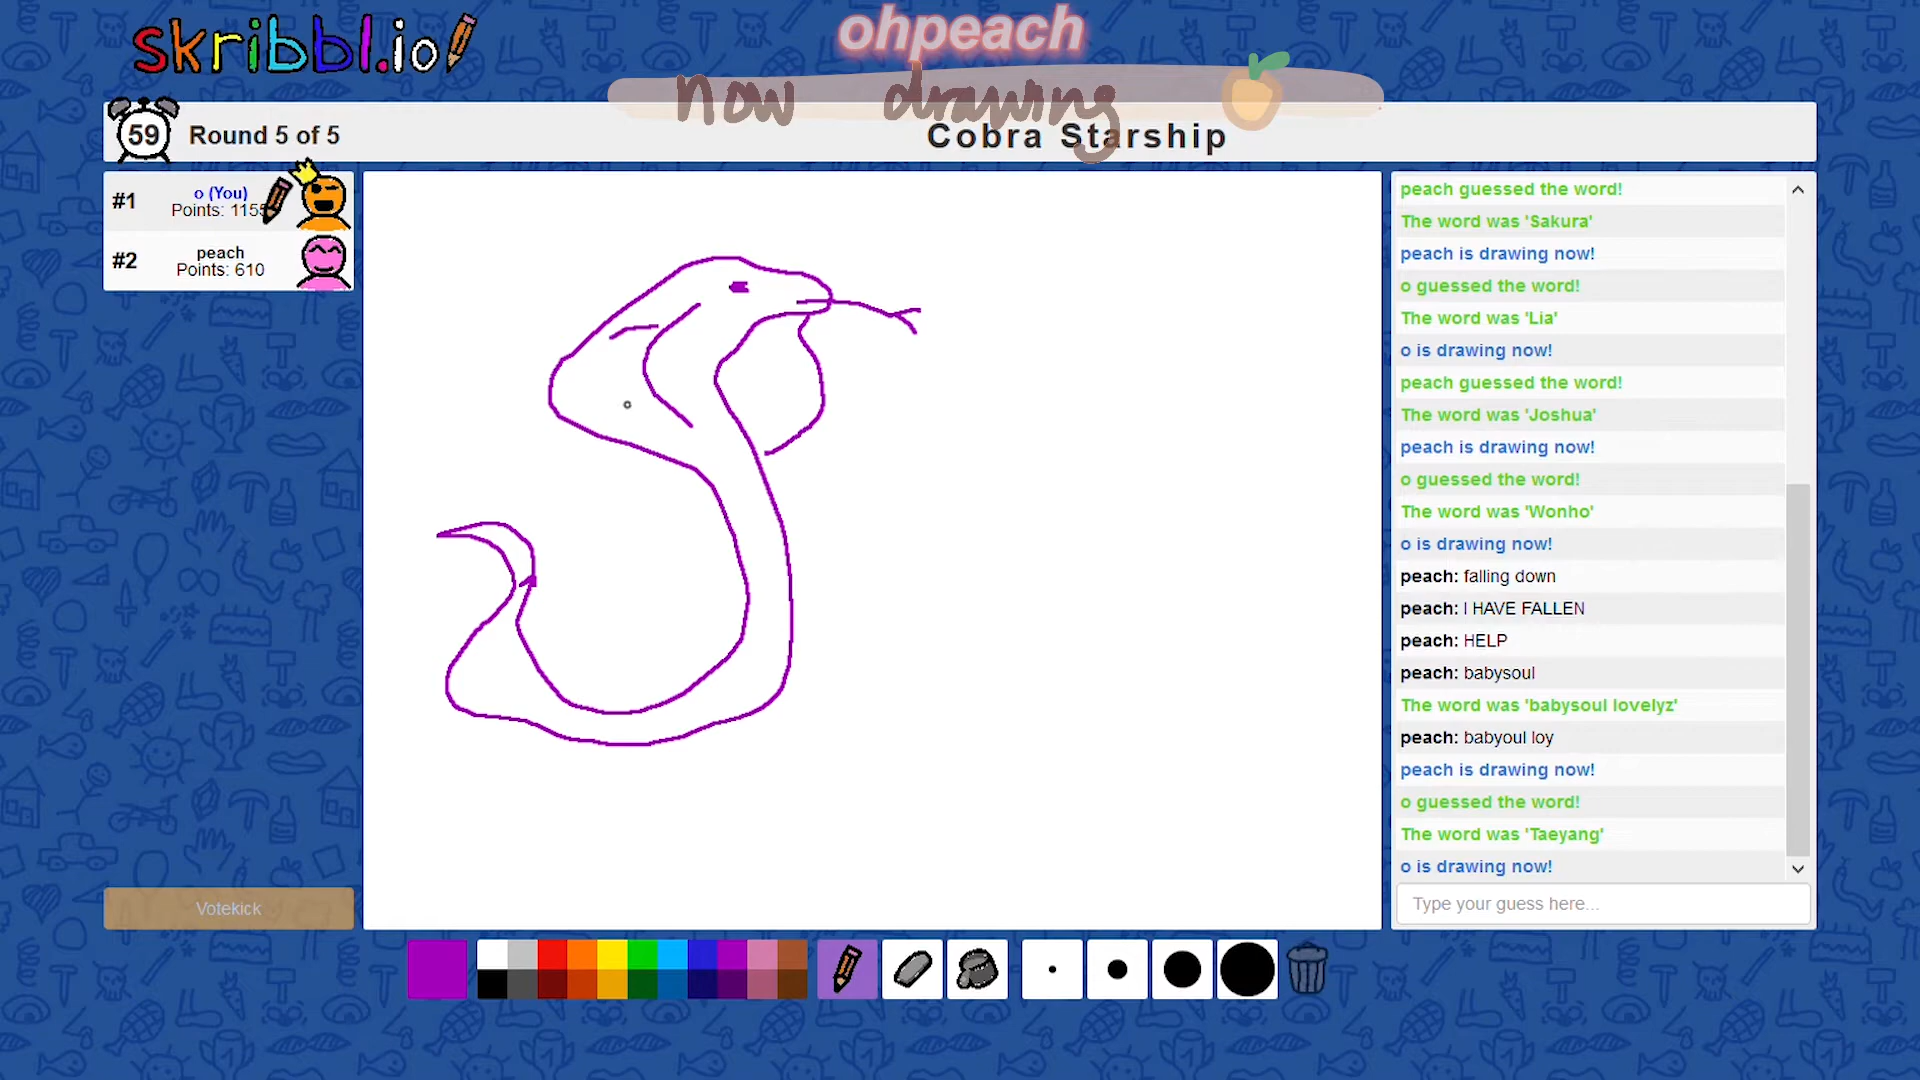 skribbl.io
ohpeach
now drawing
59
Round 5 of 5
Cobra Starship
#1
o (You)
Points: 1155
#2
peach
Points: 610
peach guessed the word!
The word was 'Sakura'
peach is drawing now!
o guessed the word!
The word was 'Lia'
o is drawing now!
peach guessed the word!
The word was 'Joshua'
peach is drawing now!
o guessed the word!
The word was 'Wonho'
o is drawing now!
peach: falling down
peach: I HAVE FALLEN
peach: HELP
peach: babysoul
The word was 'babysoul lovelyz'
peach: babyoul loy
peach is drawing now!
o guessed the word!
The word was 'Taeyang'
o is drawing now!
Type your guess here...
Votekick